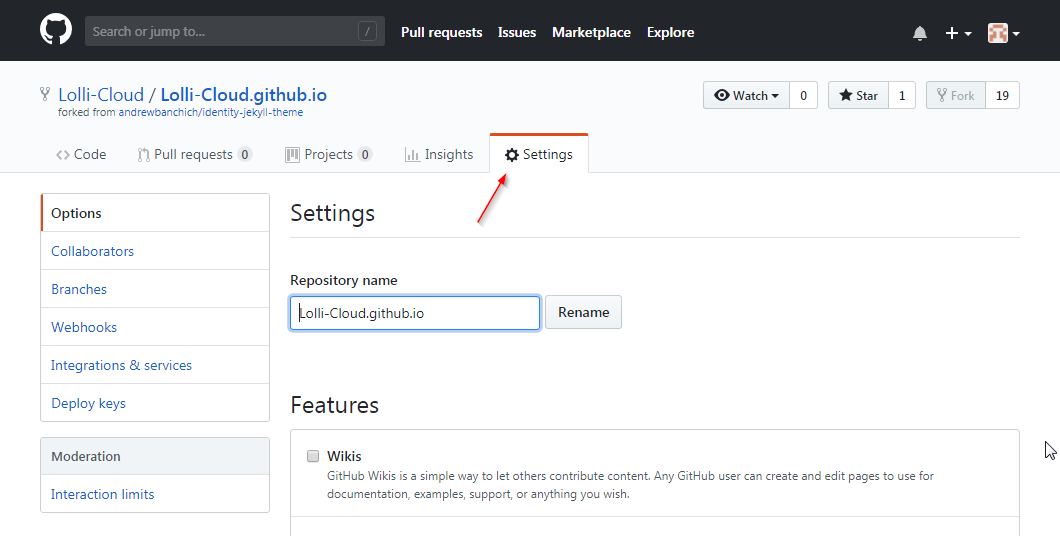 Search or jump to... / Pull requests Issues Marketplace Explore
Lolli-Cloud / Lolli-Cloud.github.io Watch 0 Star 1 Fork 19
forked from andrewbanchich/identity-jekyll-theme
Code Pull requests 0 Projects 0 Insights Settings
Options
Collaborators
Branches
Webhooks
Integrations & services
Deploy keys
Moderation
Interaction limits
Settings
Repository name
Lolli-Cloud.github.io Rename
Features
Wikis
GitHub Wikis is a simple way to let others contribute content. Any GitHub user can create and edit pages to use for
documentation, examples, support, or anything you wish.